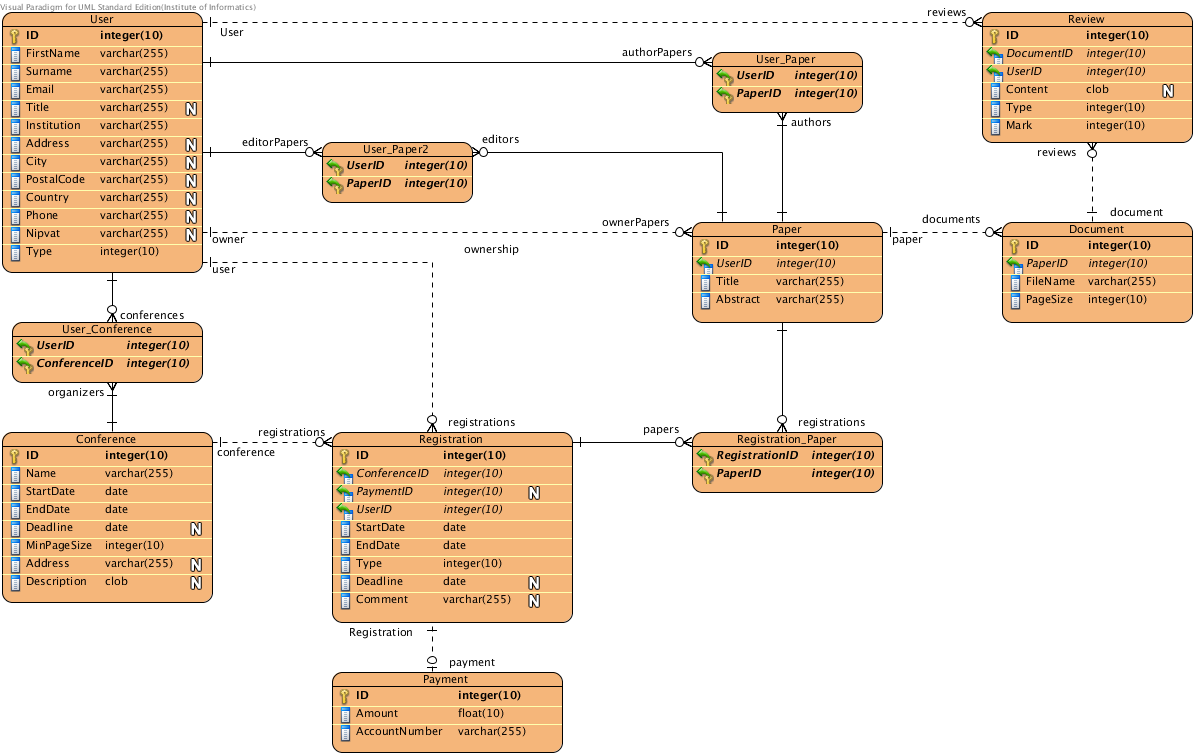 Visual Paradigm for UML Standard Edition(Institute of Informatics)
User
ID integer(10)
FirstName varchar(255)
Surname varchar(255)
Email varchar(255)
Title varchar(255) N
Institution varchar(255)
Address varchar(255) N
City varchar(255) N
PostalCode varchar(255) N
Country varchar(255) N
Phone varchar(255) N
Nipvat varchar(255) N
Type integer(10)
User
reviews
Review
ID integer(10)
DocumentID integer(10)
UserID integer(10)
Content clob N
Type integer(10)
Mark integer(10)
authorPapers
User_Paper
UserID integer(10)
PaperID integer(10)
authors
editorPapers
User_Paper2
UserID integer(10)
PaperID integer(10)
editors
reviews
document
owner
ownership
ownerPapers
Paper
ID integer(10)
UserID integer(10)
Title varchar(255)
Abstract varchar(255)
paper
documents
Document
ID integer(10)
PaperID integer(10)
FileName varchar(255)
PageSize integer(10)
user
conferences
User_Conference
UserID integer(10)
ConferenceID integer(10)
organizers
Conference
ID integer(10)
Name varchar(255)
StartDate date
EndDate date
Deadline date N
MinPageSize integer(10)
Address varchar(255) N
Description clob N
conference
registrations
registrations
Registration
ID integer(10)
ConferenceID integer(10)
PaymentID integer(10) N
UserID integer(10)
StartDate date
EndDate date
Type integer(10)
Deadline date N
Comment varchar(255) N
papers
registrations
Registration_Paper
RegistrationID integer(10)
PaperID integer(10)
Registration
payment
Payment
ID integer(10)
Amount float(10)
AccountNumber varchar(255)